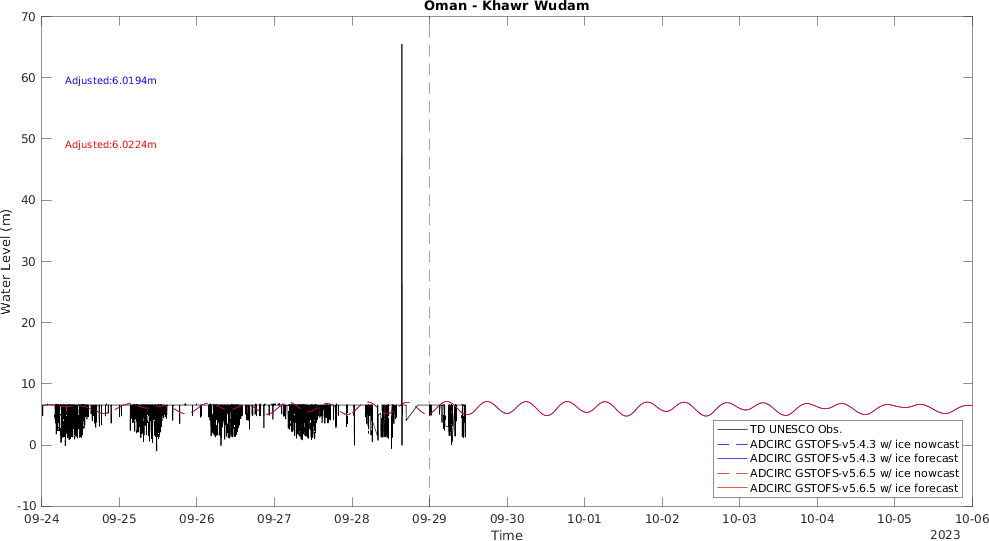 Oman - Khawr Wudam
70
60
50
40
30
20
10
0
-10
Water Level (m)
Adjusted:6.0194m
Adjusted:6.0224m
TD UNESCO Obs.
ADCIRC GSTOFS-v5.4.3 w/ ice nowcast
ADCIRC GSTOFS-v5.4.3 w/ ice forecast
ADCIRC GSTOFS-v5.6.5 w/ ice nowcast
ADCIRC GSTOFS-v5.6.5 w/ ice forecast
09-24 09-25 09-26 09-27 09-28 09-29 09-30 10-01 10-02 10-03 10-04 10-05 10-06
Time
2023